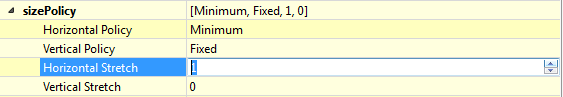 sizePolicy [Minimum, Fixed, 1, 0]
Horizontal Policy Minimum
Vertical Policy Fixed
Horizontal Stretch 1
Vertical Stretch 0